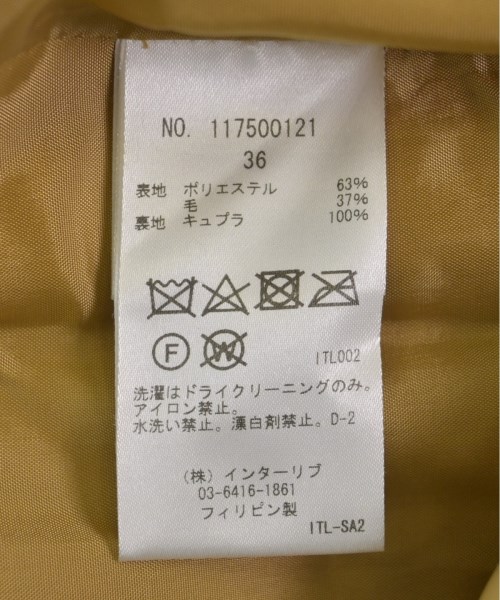 NO. 117500121
36
表地 ポリエステル 63%
毛 37%
裏地 キュプラ 100%
F W
ITL002
洗濯はドライクリーニングのみ。
アイロン禁止。
水洗い禁止。漂白剤禁止。D-2
(株) インターリブ
03-6416-1861
フィリピン製
ITL-SA2